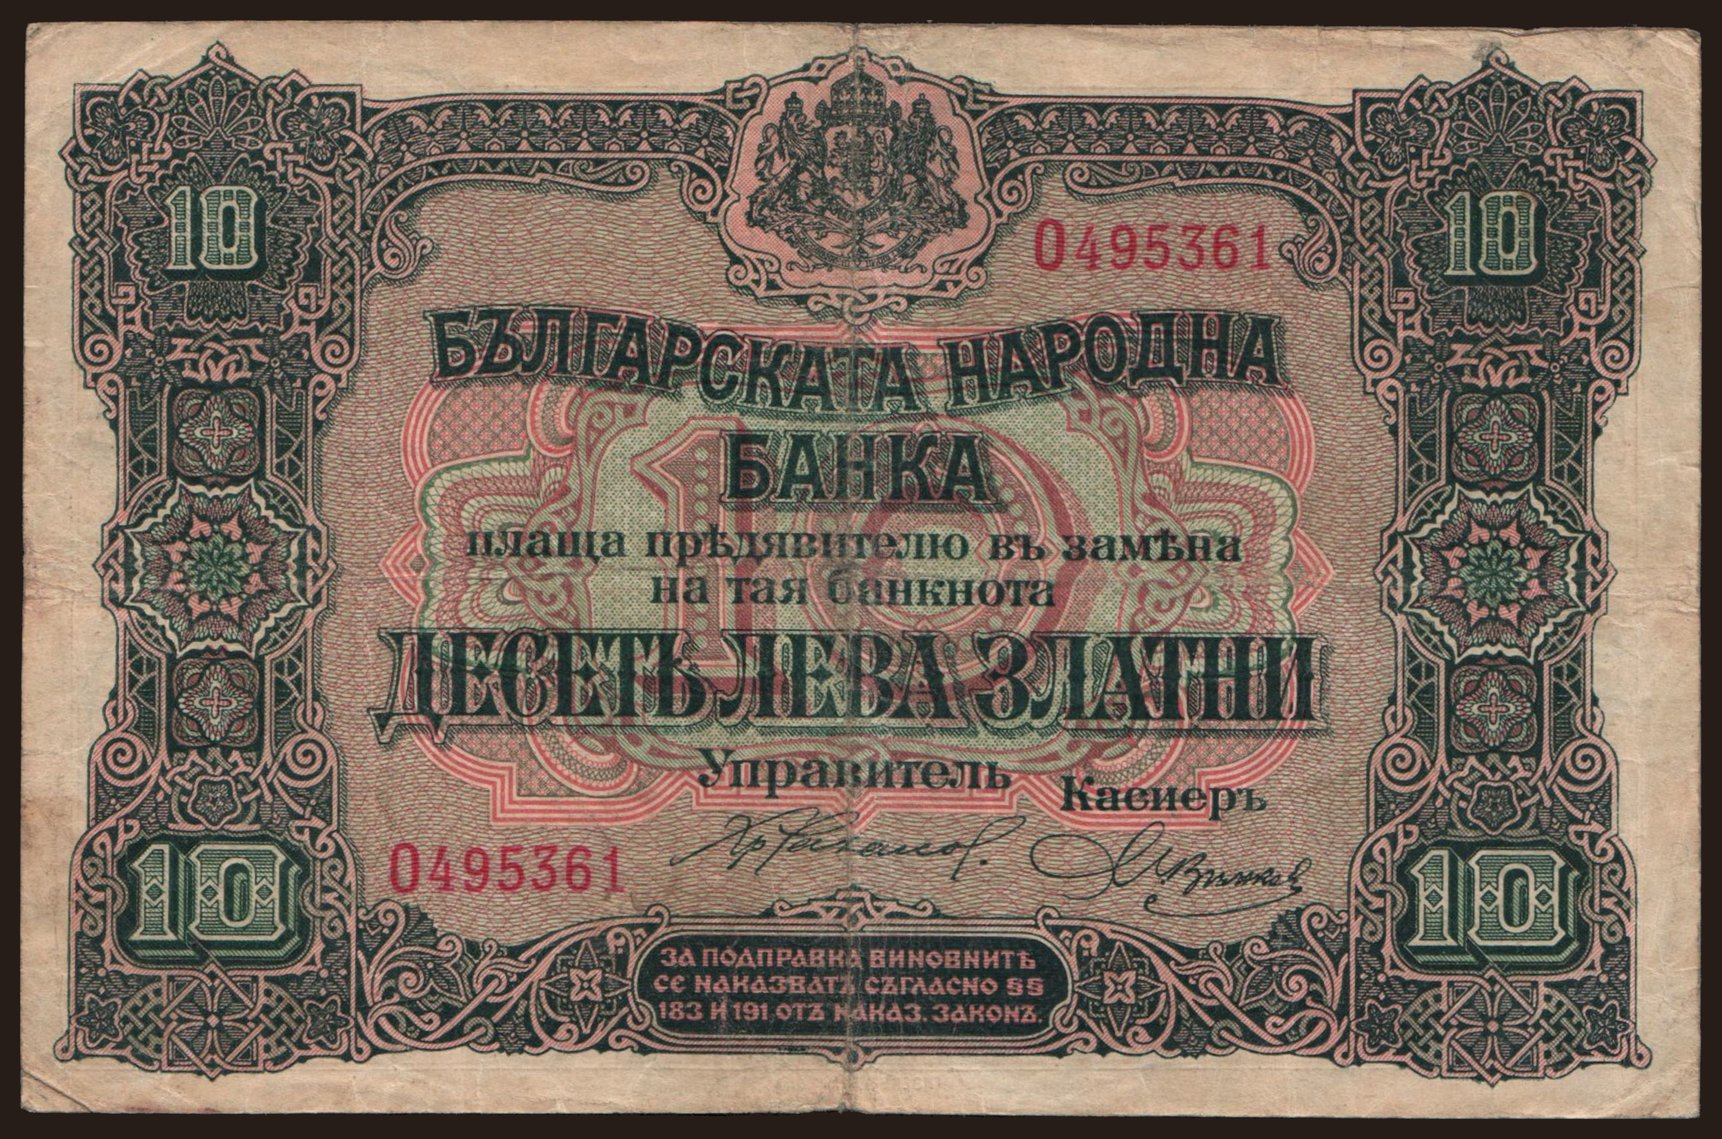 10
10
0495361
БЪЛГАРСКАТА НАРОДНА
БАНКА
плаща прѣдявителю въ замѣна
на тая банкнота
ДЕСЕТЬ ЛЕВА ЗЛАТНИ
Управитель Касиеръ
0495361
10
10
ЗА ПОДПРАВКА ВИНОВНИТѢ
СЕ НАКАЗВАТЪ СЪГЛАСНО §§
183 И 191 ОТЪ НАКАЗ. ЗАКОНЪ.